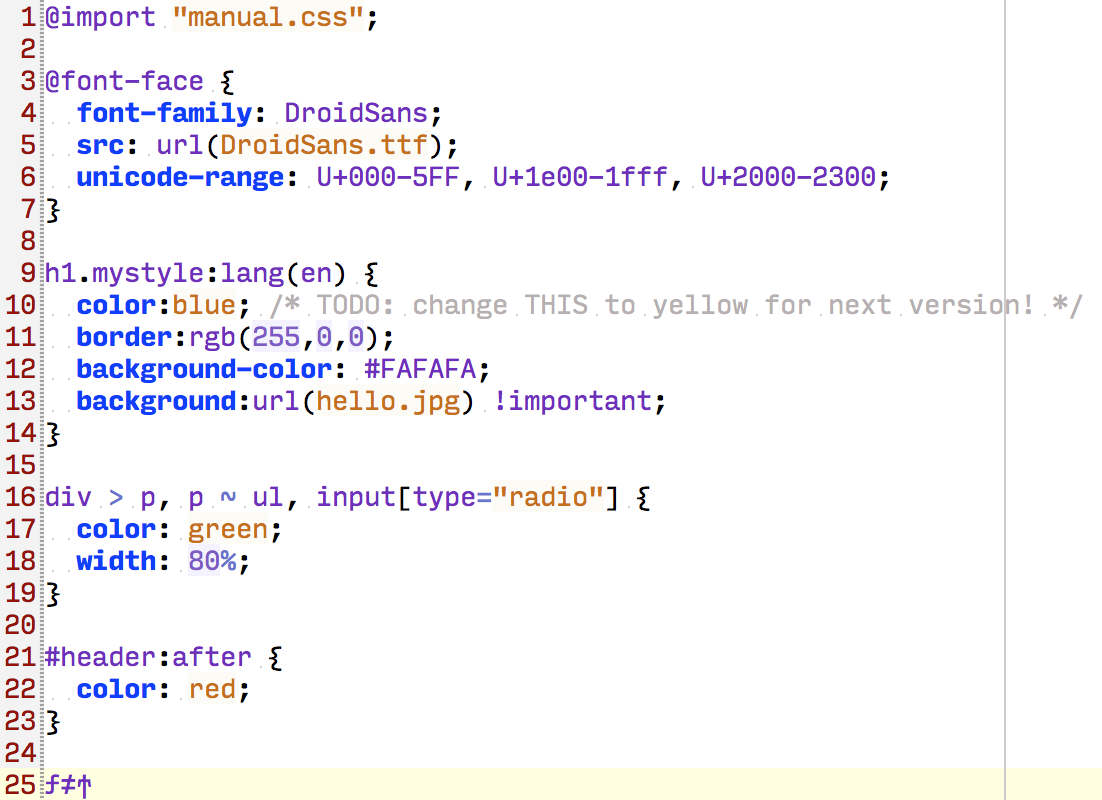 1 @import "manual.css";
2
3 @font-face {
4 font-family: DroidSans;
5 src: url(DroidSans.ttf);
6 unicode-range: U+000-5FF, U+1e00-1fff, U+2000-2300;
7 }
8
9 h1.mystyle:lang(en) {
10 color:blue; /* TODO: change THIS to yellow for next version! */
11 border:rgb(255,0,0);
12 background-color: #FAFAFA;
13 background:url(hello.jpg) !important;
14 }
15
16 div > p, p ~ ul, input[type="radio"] {
17 color: green;
18 width: 80%;
19 }
20
21 #header:after {
22 color: red;
23 }
24
25